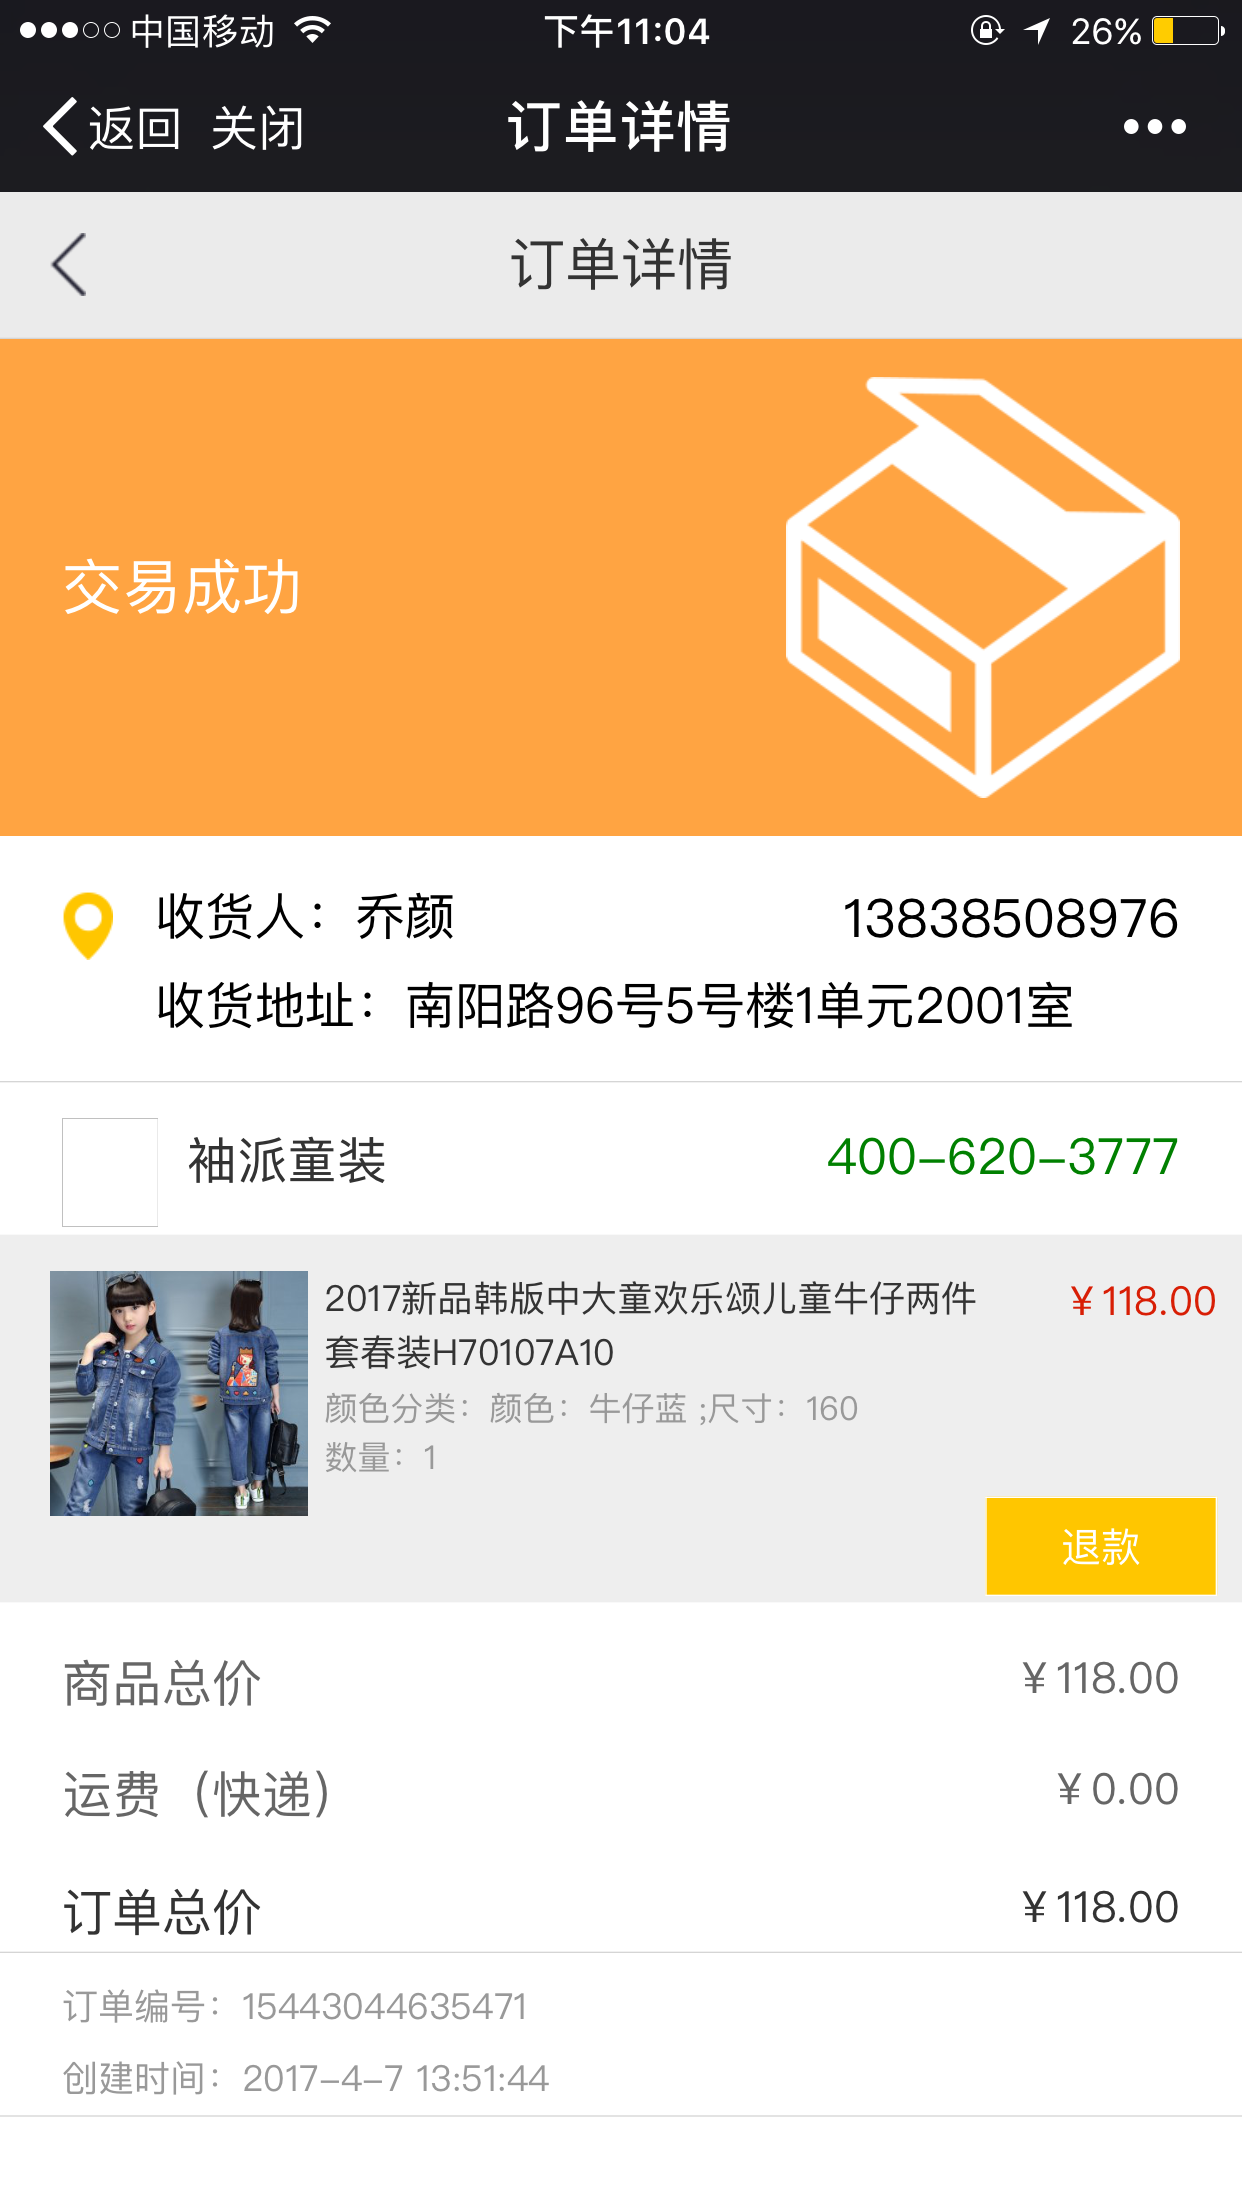 中国移动 下午11:04 26%
返回 关闭 订单详情
订单详情
交易成功
收货人：乔颜 13838508976
收货地址：南阳路96号5号楼1单元2001室
袖派童装 400-620-3777
2017新品韩版中大童欢乐颂儿童牛仔两件 ¥118.00
套春装H70107A10
颜色分类：颜色：牛仔蓝 ;尺寸：160
数量：1
退款
商品总价 ¥118.00
运费（快递） ¥0.00
订单总价 ¥118.00
订单编号：15443044635471
创建时间：2017-4-7 13:51:44